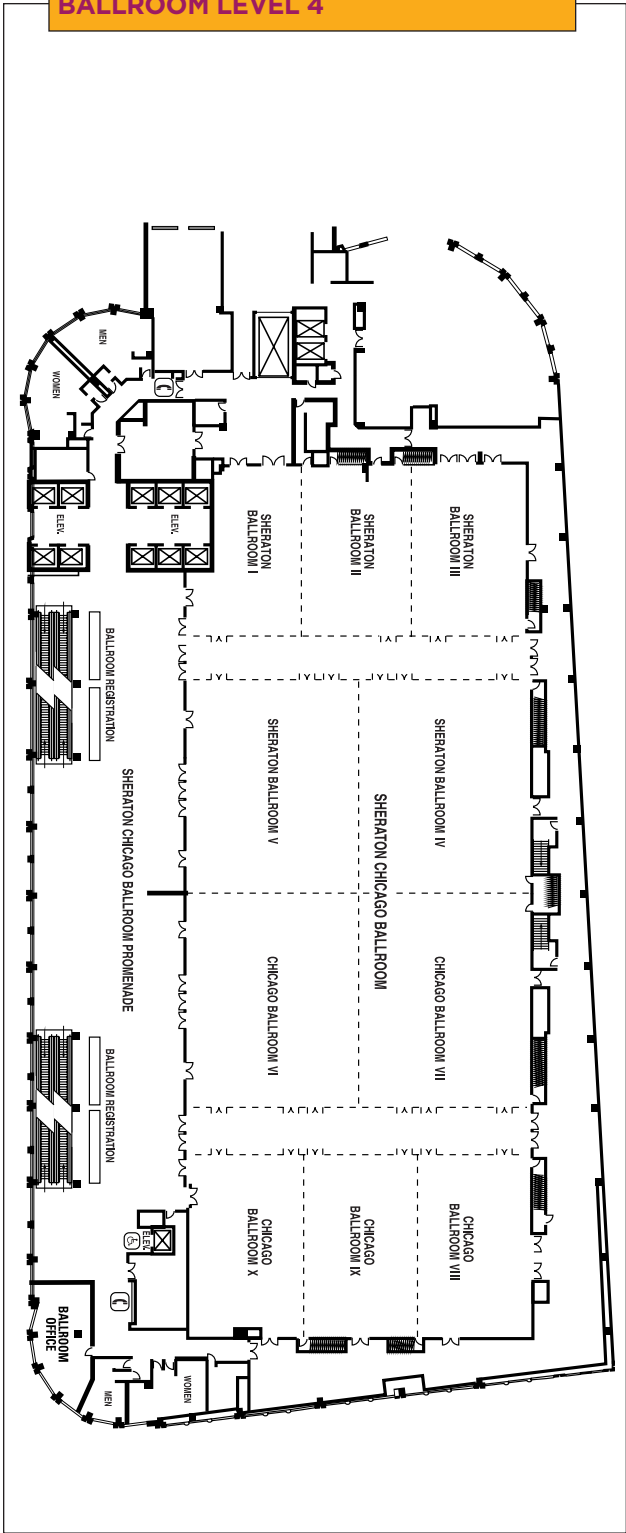 BALLROOM LEVEL 4
MEN
WOMEN
ELEV.
ELEV.
SHERATON
BALLROOM I
SHERATON
BALLROOM II
SHERATON
BALLROOM III
BALLROOM REGISTRATION
SHERATON BALLROOM V
SHERATON BALLROOM IV
SHERATON CHICAGO BALLROOM
SHERATON CHICAGO BALLROOM PROMENADE
CHICAGO BALLROOM VI
CHICAGO BALLROOM VII
BALLROOM REGISTRATION
CHICAGO
BALLROOM X
CHICAGO
BALLROOM IX
CHICAGO
BALLROOM VIII
ELEV.
BALLROOM
OFFICE
MEN
WOMEN